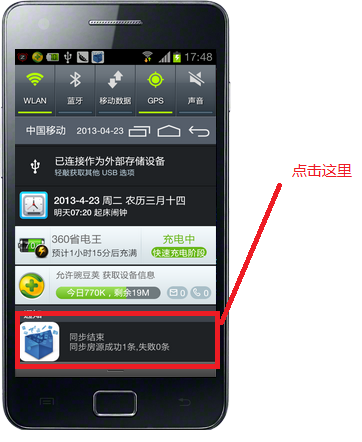 17:48
WLAN 蓝牙 移动数据 GPS 声音
中国移动 2013-04-23
已连接作为外部存储设备
轻敲获取其他 USB 选项
2013-4-23 周二 农历三月十四
明天07:20 起床闹钟
360省电王 充电中
预计1小时15分后充满 快速充电阶段
允许豌豆荚 获取设备信息
今日770K，剩余19M 0 0
同步结束
同步房源成功1条,失败0条
点击这里